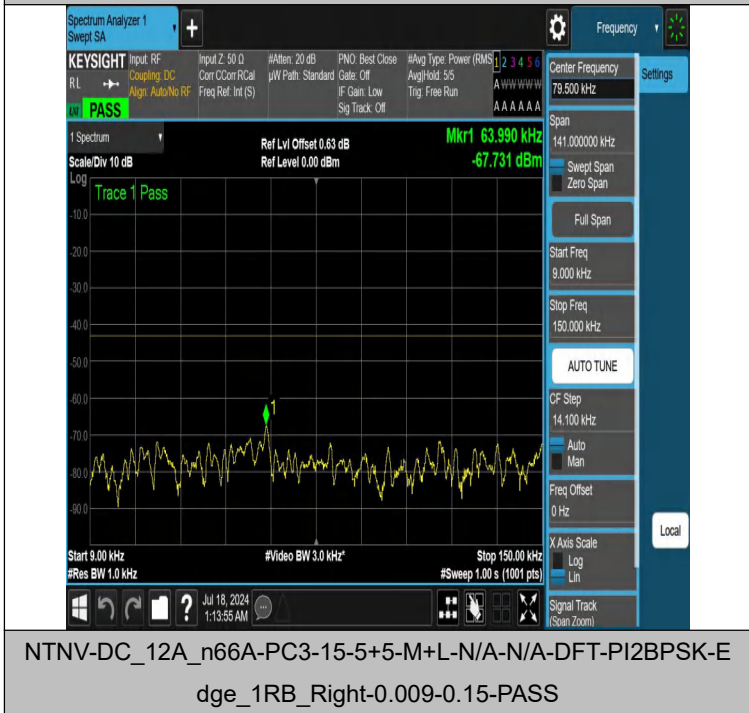 Spectrum Analyzer 1
Swept SA
+
Frequency
KEYSIGHT
RL
PASS
Input: RF
Coupling: DC
Align: Auto/No RF
Input Z: 50 Ω
Corr CCorr RCal
Freq Ref: Int (S)
#Atten: 20 dB
µW Path: Standard
PNO: Best Close
Gate: Off
IF Gain: Low
Sig Track: Off
#Avg Type: Power (RMS
Avg|Hold: 5/5
Trig: Free Run
1 2 3 4 5 6
A W W W W W
A A A A A A
Center Frequency
79.500 kHz
Settings
1 Spectrum
Scale/Div 10 dB
Ref Lvl Offset 0.63 dB
Ref Level 0.00 dBm
Mkr1 63.990 kHz
-67.731 dBm
Span
141.000000 kHz
Swept Span
Zero Span
Full Span
Start Freq
9.000 kHz
Stop Freq
150.000 kHz
AUTO TUNE
CF Step
14.100 kHz
Auto
Man
Freq Offset
0 Hz
X Axis Scale
Log
Lin
Signal Track
(Span Zoom)
Local
Log
Trace 1 Pass
-10.0
-20.0
-30.0
-40.0
-50.0
-60.0
-70.0
-80.0
-90.0
1
Start 9.00 kHz
#Res BW 1.0 kHz
#Video BW 3.0 kHz*
Stop 150.00 kHz
#Sweep 1.00 s (1001 pts)
?
Jul 18, 2024
1:13:55 AM
NTNV-DC_12A_n66A-PC3-15-5+5-M+L-N/A-N/A-DFT-PI2BPSK-E
dge_1RB_Right-0.009-0.15-PASS